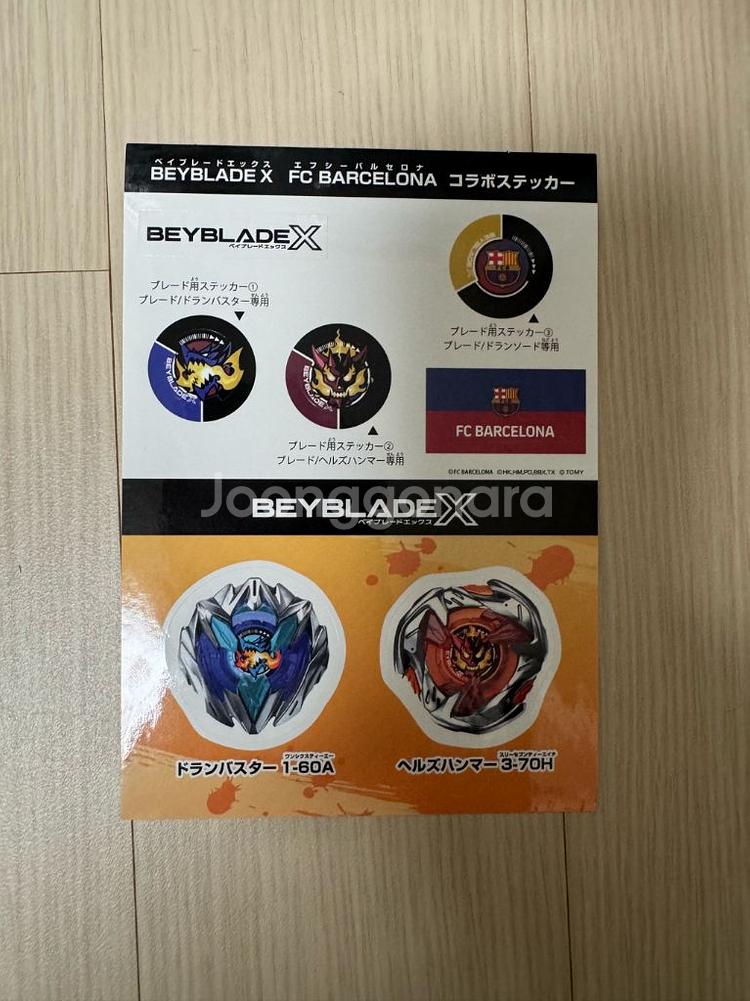 ベイブレードエックス エフシーバルセロナ
BEYBLADE X FC BARCELONA コラボステッカー
BEYBLADE X
ベイブレードエックス
ブレード用ステッカー①
ブレード/ドランバスター専用
▼
BEYBLADE X
BEYBLADE X
FCB
▲
ブレード用ステッカー③
ブレード/ドランソード等用
▲
ブレード用ステッカー②
ブレード/ヘルズハンマー専用
FC BARCELONA
©FC BARCELONA ©HK,HM,PD,BBX,TX ©TOMY
BEYBLADE X
ベイブレードエックス
Joonggonara
ワンシックスティーエー
ドランバスター 1-60A
スリーセブンティーエイチ
ヘルズハンマー 3-70H